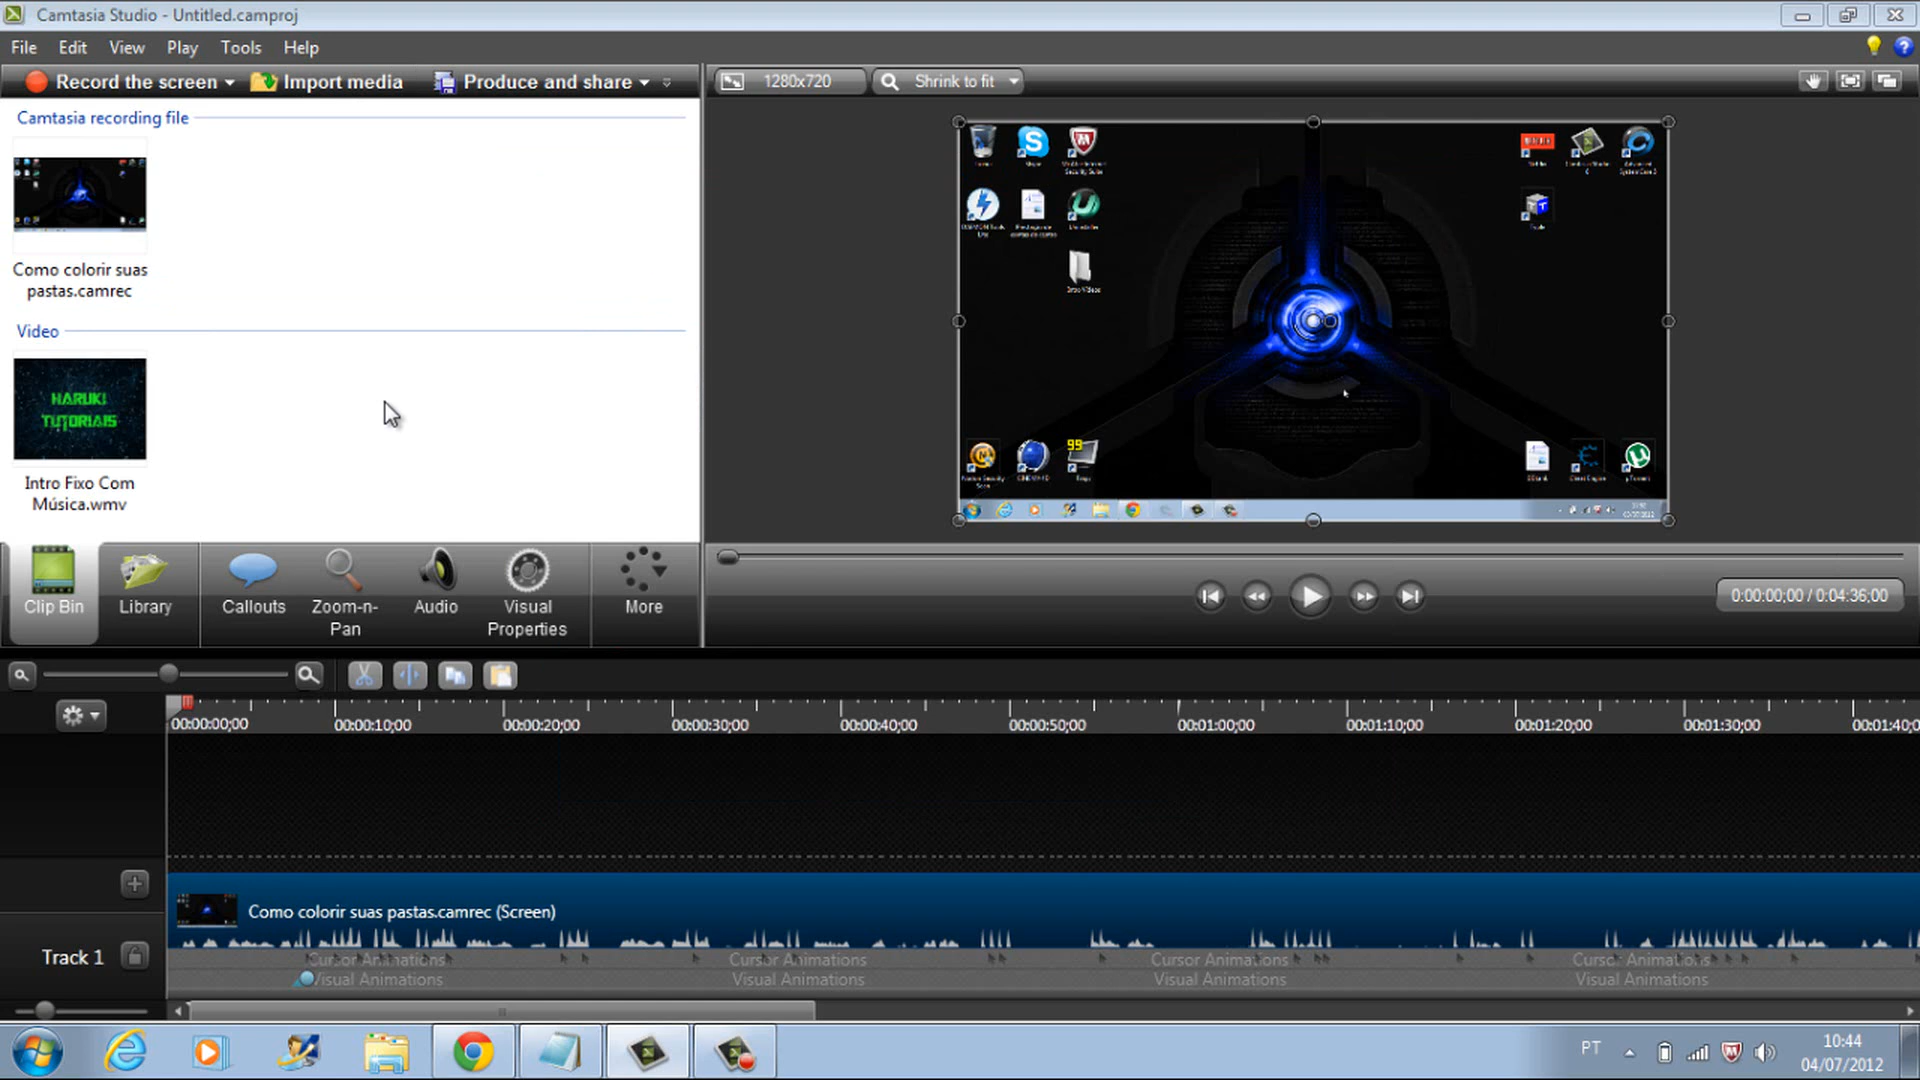 Camtasia Studio - Untitled.camproj
File Edit View Play Tools Help
Record the screen Import media Produce and share
1280x720 Shrink to fit
Camtasia recording file
Como colorir suas
pastas.camrec
Video
NARUKI
TUTORIAIS
Intro Fixo Com
Música.wmv
Skype
99
Clip Bin Library Callouts Zoom-n-
Pan Audio Visual
Properties More
0:00:00;00 / 0:04:36;00
00:00:00;00 00:00:10;00 00:00:20;00 00:00:30;00 00:00:40;00 00:00:50;00 00:01:00;00 00:01:10;00 00:01:20;00 00:01:30;00 00:01:40;0
Como colorir suas pastas.camrec (Screen)
Track 1
Cursor Animations Cursor Animations Cursor Animations Cursor Animations
Visual Animations Visual Animations Visual Animations Visual Animations
PT
10:44
04/07/2012